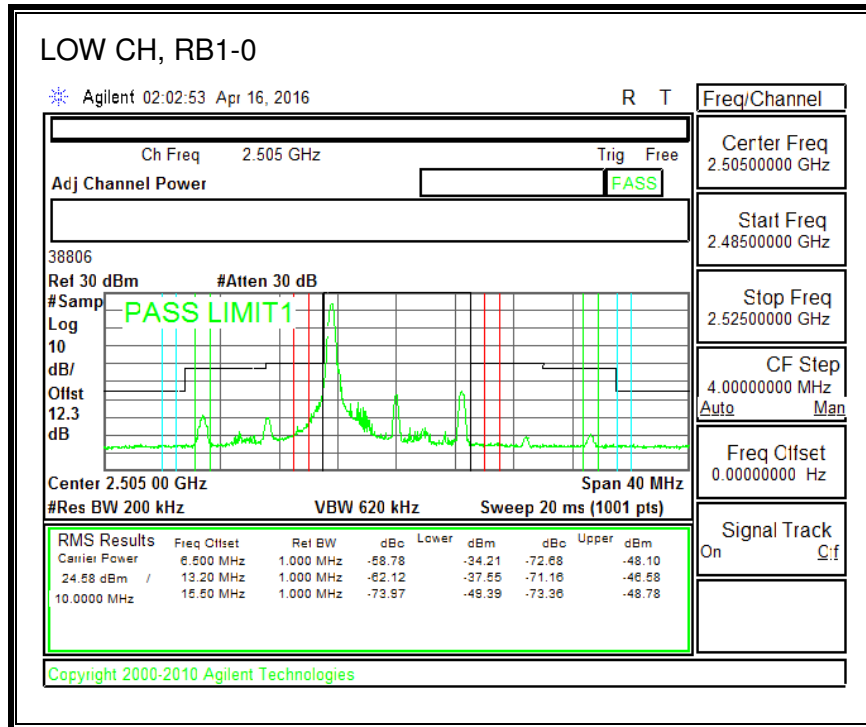 LOW CH, RB1-0
Agilent 02:02:53 Apr 16, 2016 R T
Freq/Channel
Center Freq
2.50500000 GHz
Start Freq
2.48500000 GHz
Stop Freq
2.52500000 GHz
CF Step
4.00000000 MHz
Auto Man
Freq Offset
0.00000000 Hz
Signal Track
On Off
Ch Freq 2.505 GHz Trig Free
Adj Channel Power PASS
38806
Ref 30 dBm #Atten 30 dB
#Samp
Log
10
dB/
Offst
12.3
dB
PASS LIMIT1
Center 2.505 00 GHz Span 40 MHz
#Res BW 200 kHz VBW 620 kHz Sweep 20 ms (1001 pts)
RMS Results Freq Offset Ref BW dBc Lower dBm dBc Upper dBm
Carrier Power 6.500 MHz 1.000 MHz -58.78 -34.21 -72.68 -48.10
24.58 dBm / 13.20 MHz 1.000 MHz -62.12 -37.55 -71.16 -46.58
10.0000 MHz 15.50 MHz 1.000 MHz -73.97 -49.39 -73.36 -48.78
Copyright 2000-2010 Agilent Technologies